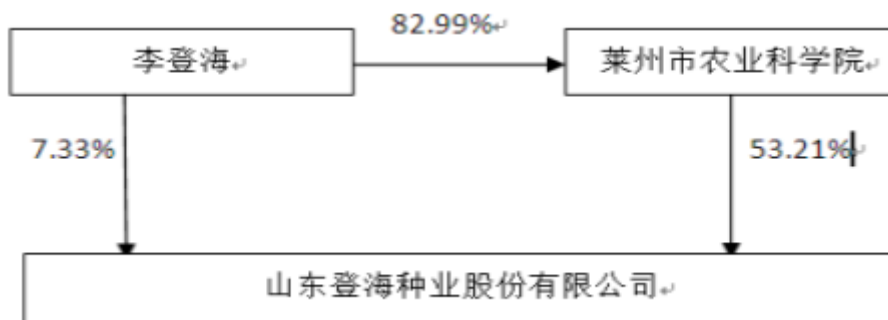 82.99%
李登海
莱州市农业科学院
7.33%
53.21%
山东登海种业股份有限公司